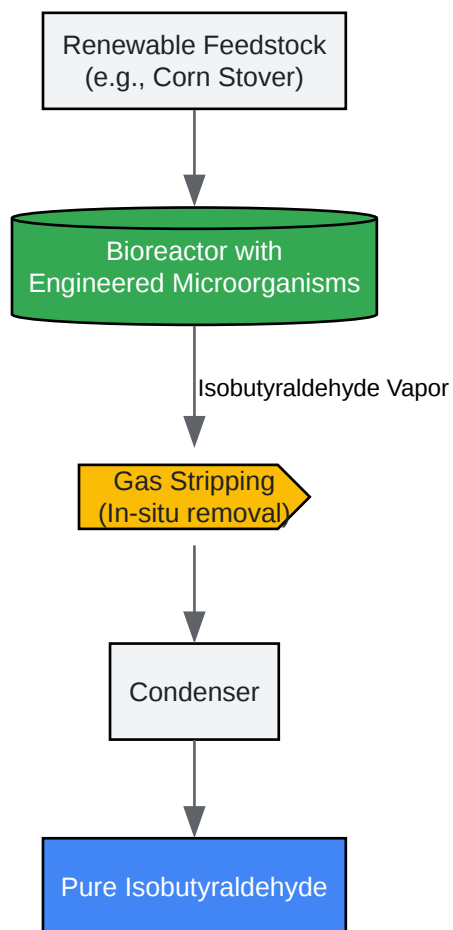 Renewable Feedstock
(e.g., Corn Stover)
Bioreactor with
Engineered Microorganisms
Isobutyraldehyde Vapor
Gas Stripping
(In-situ removal)
Condenser
Pure Isobutyraldehyde